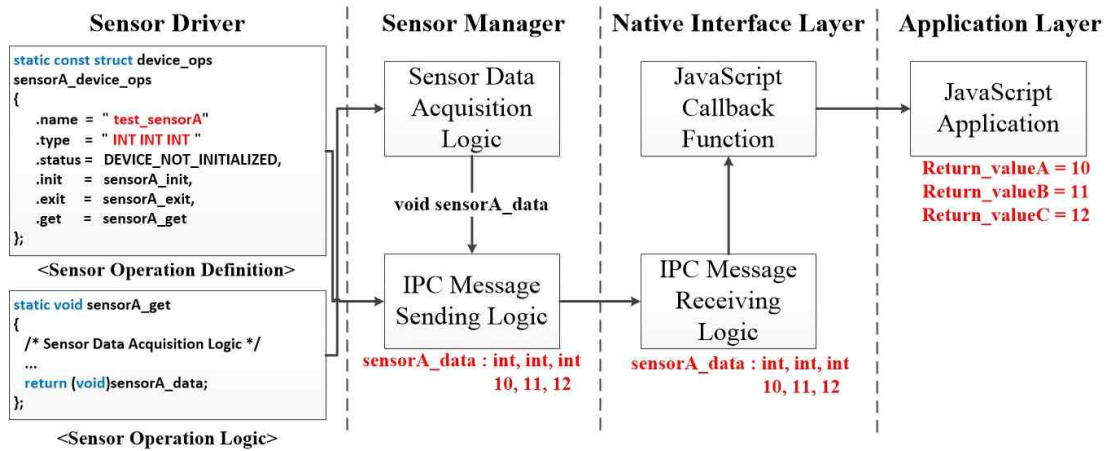 Sensor Driver
static const struct device_ops
sensorA_device_ops
{
.name = " test_sensorA"
.type = " INT INT INT "
.status = DEVICE_NOT_INITIALIZED,
.init = sensorA_init,
.exit = sensorA_exit,
.get = sensorA_get
};
<Sensor Operation Definition>
static void sensorA_get
{
/* Sensor Data Acquisition Logic */
...
return (void)sensorA_data;
};
<Sensor Operation Logic>
Sensor Manager
Sensor Data
Acquisition
Logic
void sensorA_data
IPC Message
Sending Logic
sensorA_data : int, int, int
10, 11, 12
Native Interface Layer
JavaScript
Callback
Function
IPC Message
Receiving
Logic
sensorA_data : int, int, int
10, 11, 12
Application Layer
JavaScript
Application
Return_valueA = 10
Return_valueB = 11
Return_valueC = 12